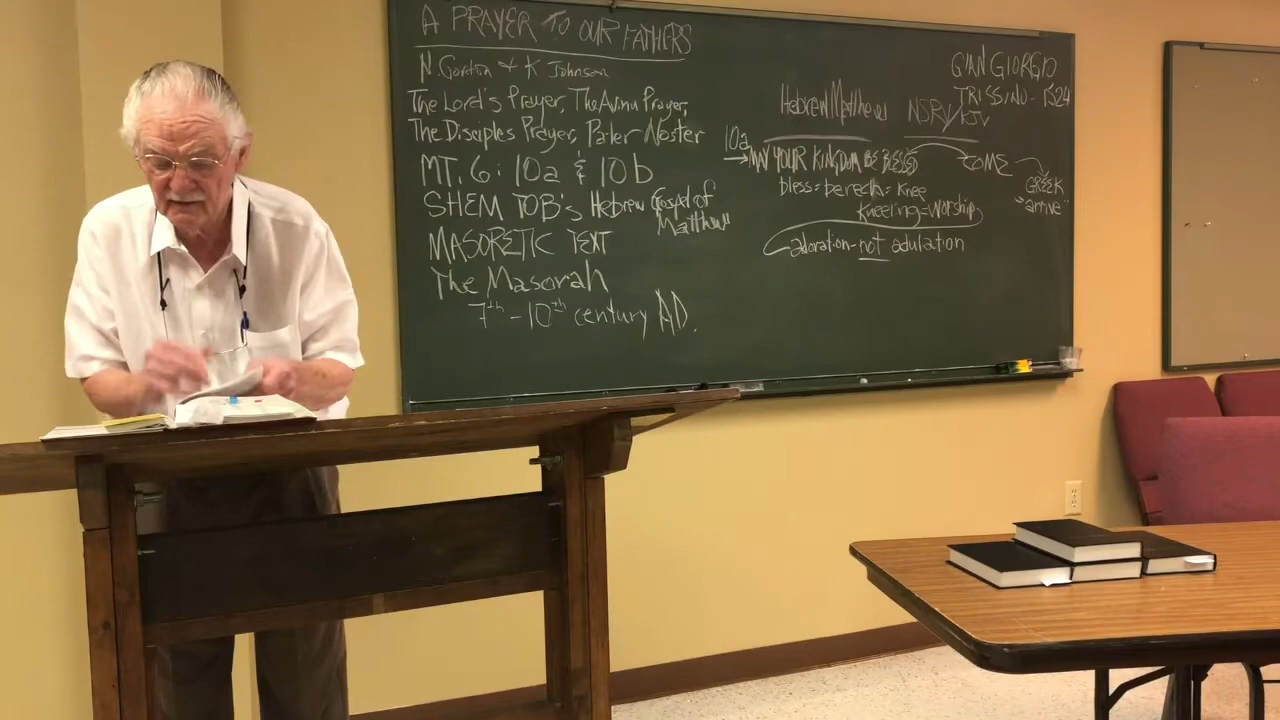 A PRAYER TO OUR FATHERS
N. Gordon & K Johnson
The Lord's Prayer, The Avinu Prayer,
The Disciples Prayer, Pater Noster
MT. 6:10a & 10b
SHEM TOB's Hebrew Gospel of
Matthew"
MASORETIC TEXT
The Masorah
7th-10th century AD.
GIAN GIORGIO
TRISSINO-1524
Hebrew Matthew NSRV/KJV
10a
→MAY YOUR KINGDOM BE BLESSED COME
GREEK
"arrive"
bless=berecha=knee
kneeling=worship
adoration-not adulation